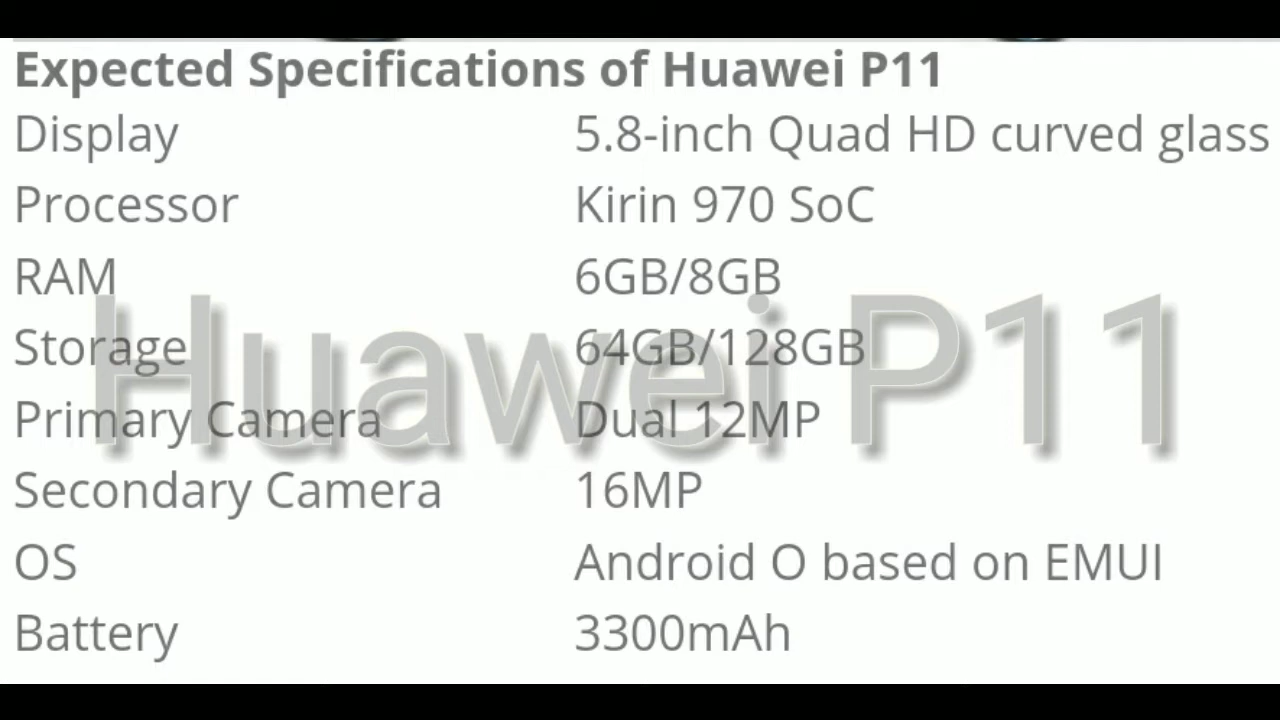 Expected Specifications of Huawei P11
Display 5.8-inch Quad HD curved glass
Processor Kirin 970 SoC
RAM 6GB/8GB
Storage 64GB/128GB
Primary Camera Dual 12MP
Secondary Camera 16MP
OS Android O based on EMUI
Battery 3300mAh
Huawei P11